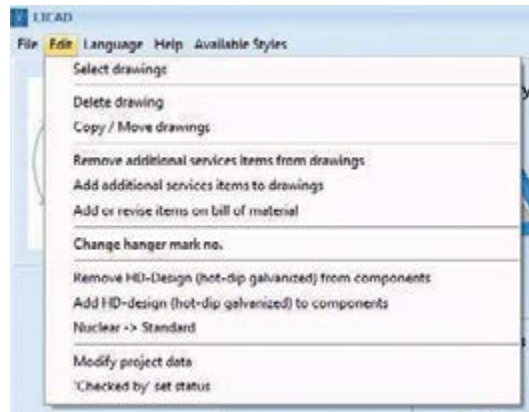 LICAD
File Edit Language Help Available Styles
Select drawings
Delete drawing
Copy / Move drawings
Remove additional services items from drawings
Add additional services items to drawings
Add or revise items on bill of material
Change hanger mark no.
Remove HD-Design (hot-dip galvanized) from components
Add HD-design (hot-dip galvanized) to components
Nuclear -> Standard
Modify project data
'Checked by' set status